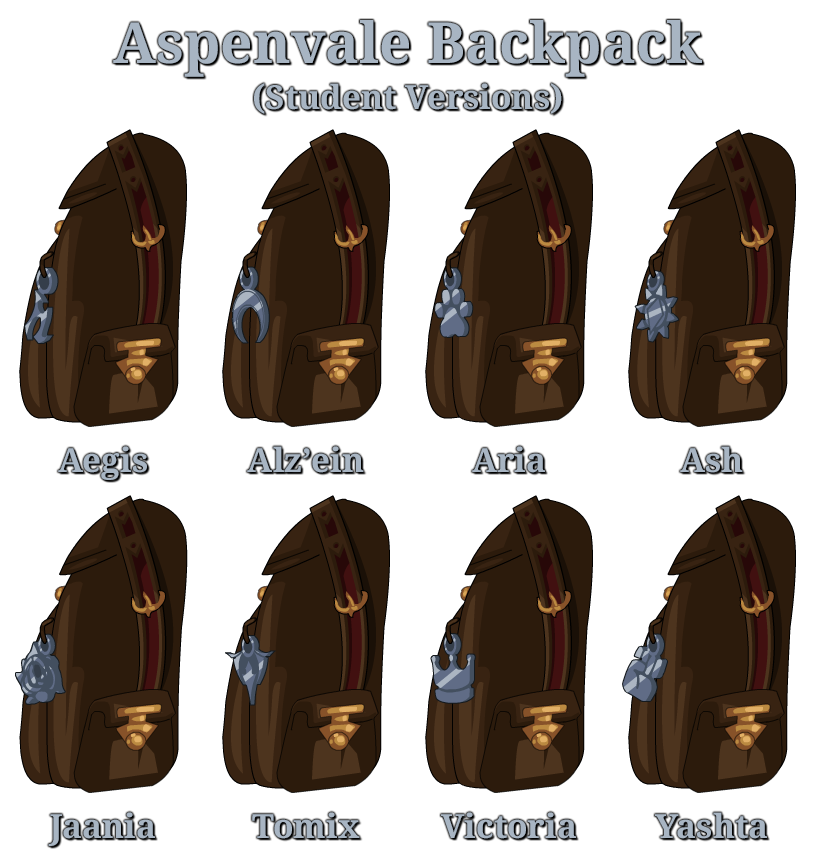 Aspenvale Backpack
(Student Versions)
Aegis Alz'ein Aria Ash
Jaania Tomix Victoria Yashta